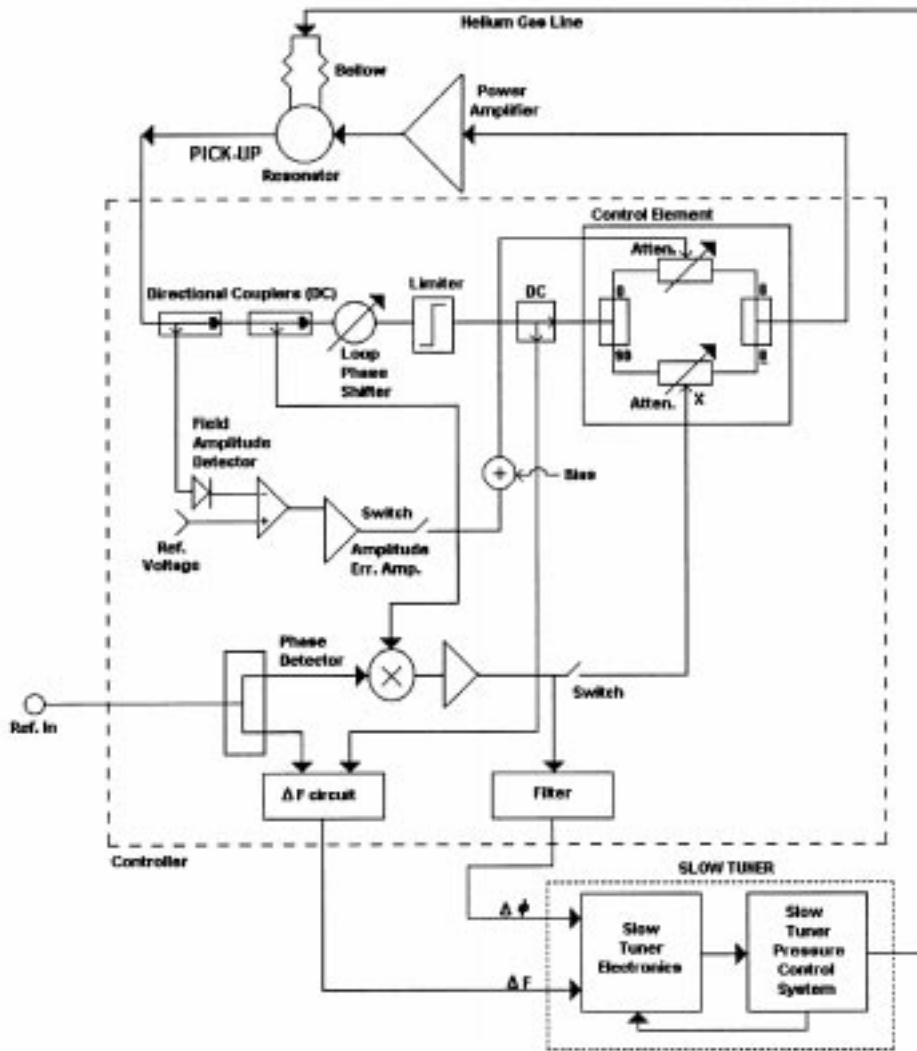 Helium Gas Line
Bellow
Power
Amplifier
PICK-UP
Resonator
Control Element
Atten.
Directional Couplers (DC)
Limiter
DC
0
0
90
0
Loop
Phase
Shifter
Atten.
X
Field
Amplitude
Detector
+
Bias
-
+
Switch
Ref.
Voltage
Amplitude
Err. Amp.
Phase
Detector
Switch
Ref. In
Δ F circuit
Filter
Controller
SLOW TUNER
Δ ϕ
Slow
Tuner
Electronics
Slow
Tuner
Pressure
Control
System
Δ F